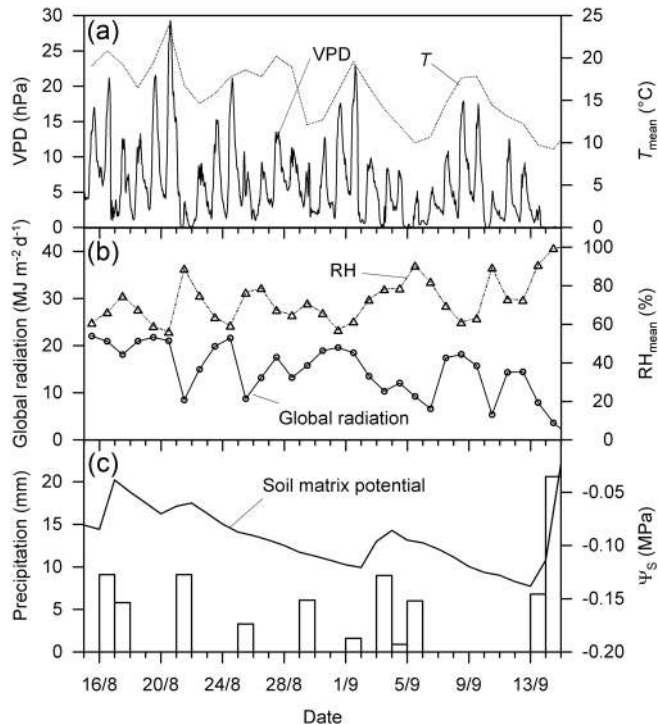 (a)
VPD
T
VPD (hPa)
30
25
20
15
10
5
0
25
20
15
10
5
0
Tmean (°C)
(b)
RH
Global radiation
Global radiation (MJ m-2 d-1)
40
30
20
10
0
100
80
60
40
20
0
RHmean (%)
(c)
Soil matrix potential
Precipitation (mm)
20
15
10
5
0
-0.05
-0.10
-0.15
-0.20
ΨS (MPa)
16/8 20/8 24/8 28/8 1/9 5/9 9/9 13/9
Date